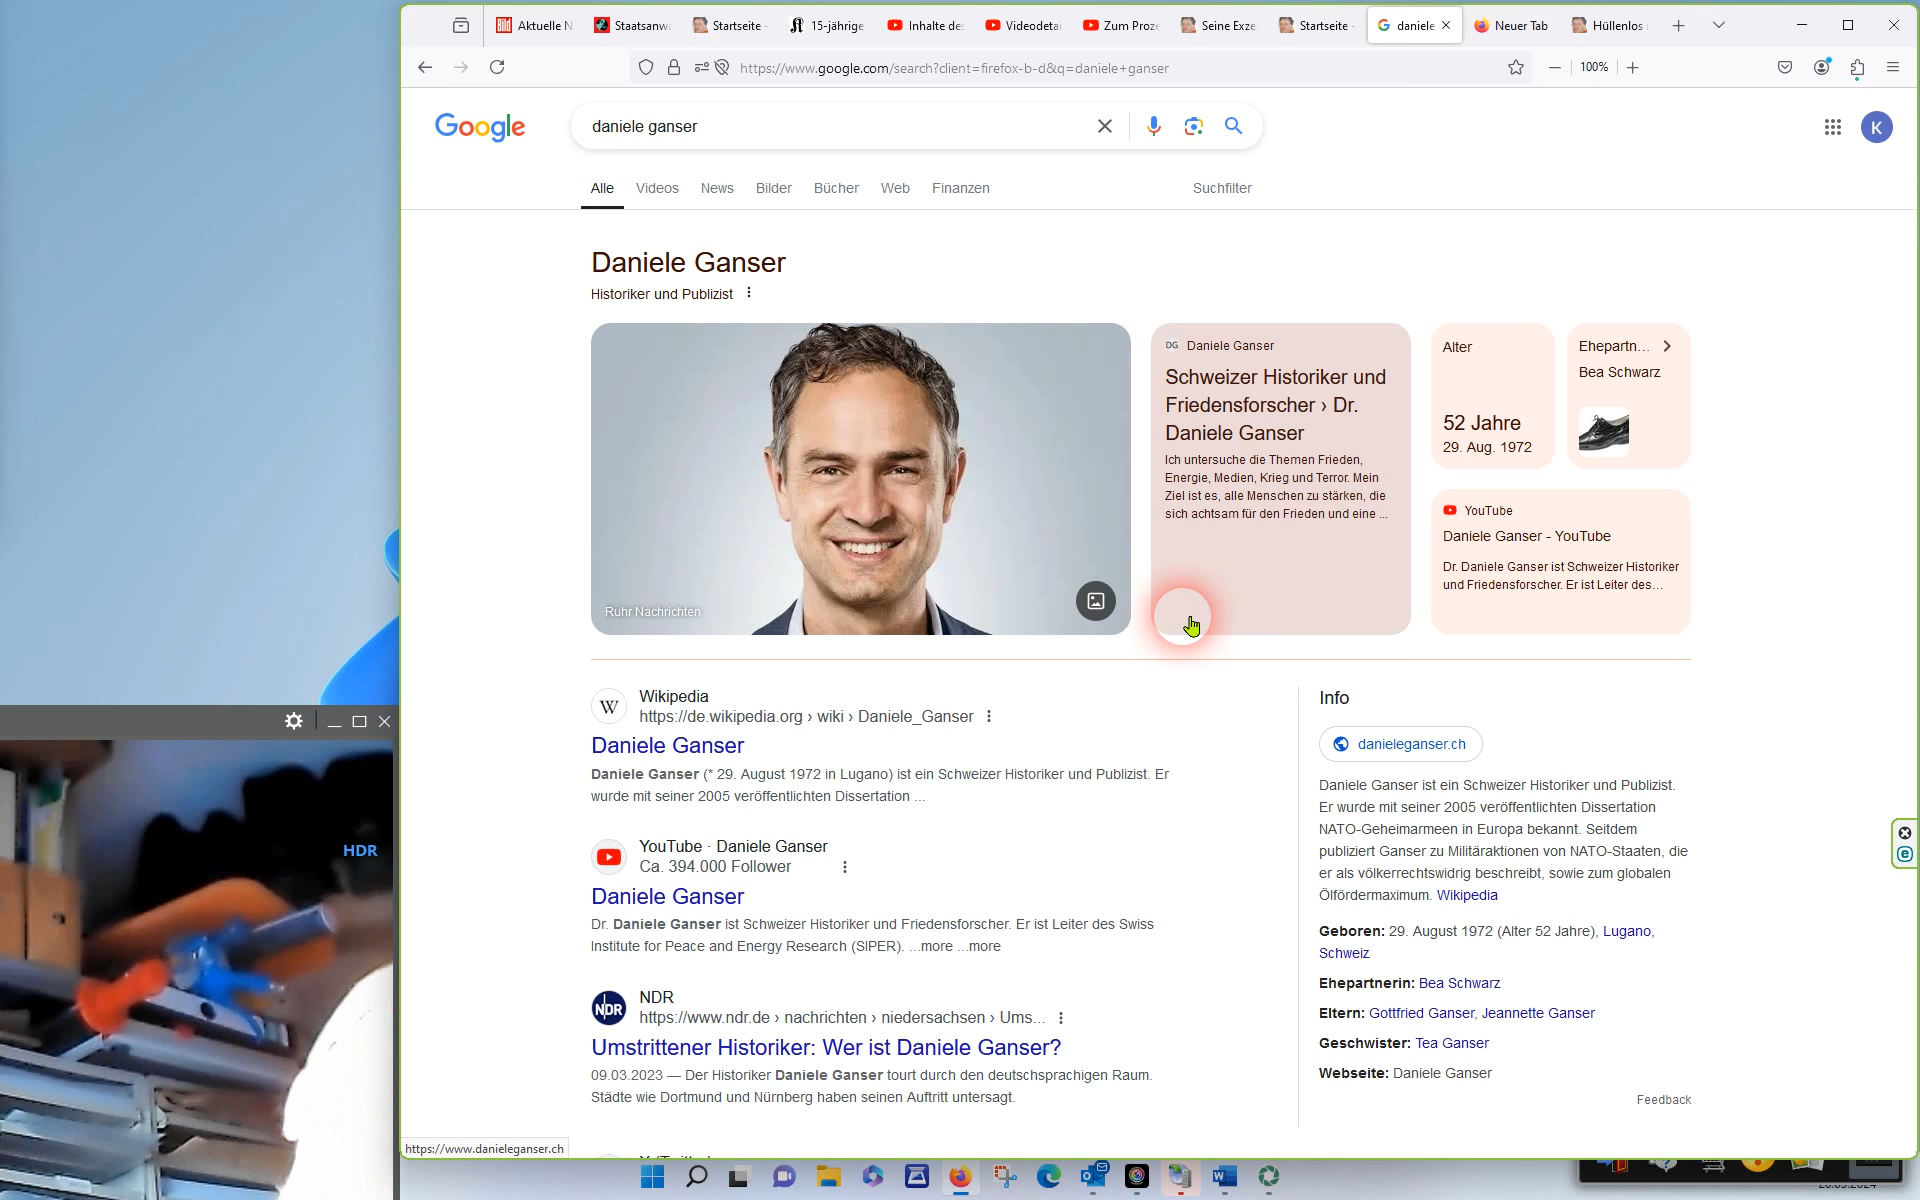 Aktuelle N
Staatsanwa
Startseite -
15-jährige
Inhalte de
Videodetai
Zum Proze
Seine Exze
Startseite -
daniele
Neuer Tab
Hüllenlos
https://www.google.com/search?client=firefox-b-d&q=daniele+ganser
100%
Google
daniele ganser
K
Alle
Videos
News
Bilder
Bücher
Web
Finanzen
Suchfilter
Daniele Ganser
Historiker und Publizist
Ruhr Nachrichten
DG Daniele Ganser
Schweizer Historiker und
Friedensforscher › Dr.
Daniele Ganser
Ich untersuche die Themen Frieden,
Energie, Medien, Krieg und Terror. Mein
Ziel ist es, alle Menschen zu stärken, die
sich achtsam für den Frieden und eine ...
Alter
52 Jahre
29. Aug. 1972
Ehepartn...
Bea Schwarz
YouTube
Daniele Ganser - YouTube
Dr. Daniele Ganser ist Schweizer Historiker
und Friedensforscher. Er ist Leiter des...
W
Wikipedia
https://de.wikipedia.org › wiki › Daniele_Ganser
Daniele Ganser
Daniele Ganser (* 29. August 1972 in Lugano) ist ein Schweizer Historiker und Publizist. Er
wurde mit seiner 2005 veröffentlichten Dissertation ...
YouTube · Daniele Ganser
Ca. 394.000 Follower
Daniele Ganser
Dr. Daniele Ganser ist Schweizer Historiker und Friedensforscher. Er ist Leiter des Swiss
Institute for Peace and Energy Research (SIPER). ...more ...more
NDR
NDR
https://www.ndr.de › nachrichten › niedersachsen › Ums...
Umstrittener Historiker: Wer ist Daniele Ganser?
09.03.2023 — Der Historiker Daniele Ganser tourt durch den deutschsprachigen Raum.
Städte wie Dortmund und Nürnberg haben seinen Auftritt untersagt.
Info
danieleganser.ch
Daniele Ganser ist ein Schweizer Historiker und Publizist.
Er wurde mit seiner 2005 veröffentlichten Dissertation
NATO-Geheimarmeen in Europa bekannt. Seitdem
publiziert Ganser zu Militäraktionen von NATO-Staaten, die
er als völkerrechtswidrig beschreibt, sowie zum globalen
Ölfördermaximum. Wikipedia
Geboren: 29. August 1972 (Alter 52 Jahre), Lugano,
Schweiz
Ehepartnerin: Bea Schwarz
Eltern: Gottfried Ganser, Jeannette Ganser
Geschwister: Tea Ganser
Webseite: Daniele Ganser
Feedback
HDR
https://www.danieleganser.ch